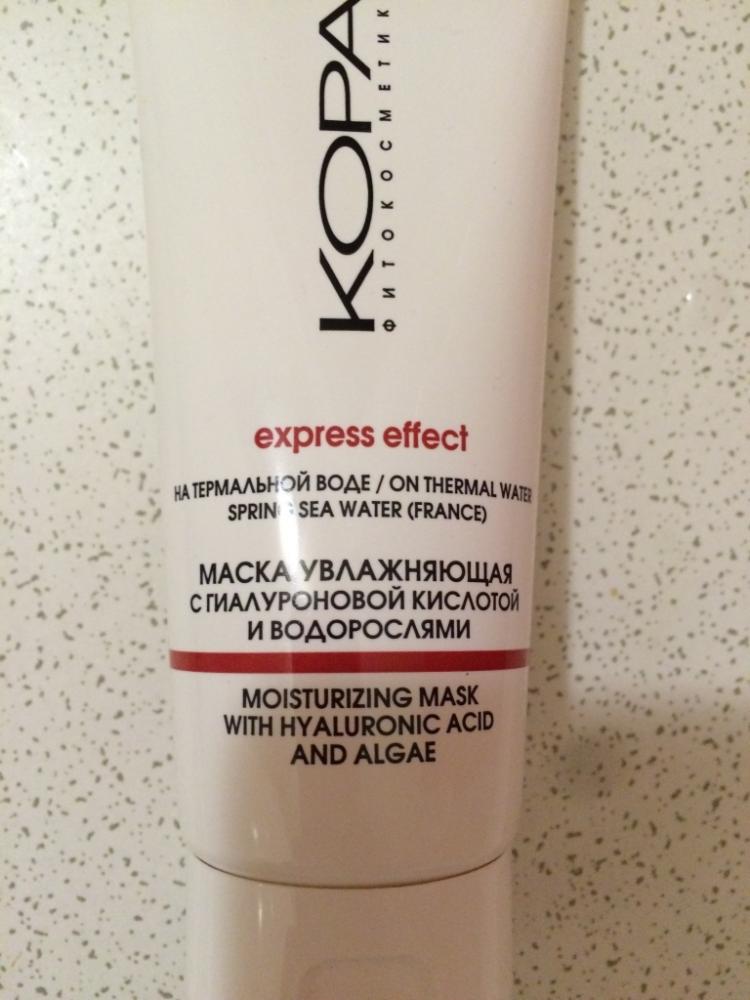 КОРА
ФИТОКОСМЕТИК
express effect
НА ТЕРМАЛЬНОЙ ВОДЕ / ON THERMAL WATER
SPRING SEA WATER (FRANCE)
МАСКА УВЛАЖНЯЮЩАЯ
С ГИАЛУРОНОВОЙ КИСЛОТОЙ
И ВОДОРОСЛЯМИ
MOISTURIZING MASK
WITH HYALURONIC ACID
AND ALGAE